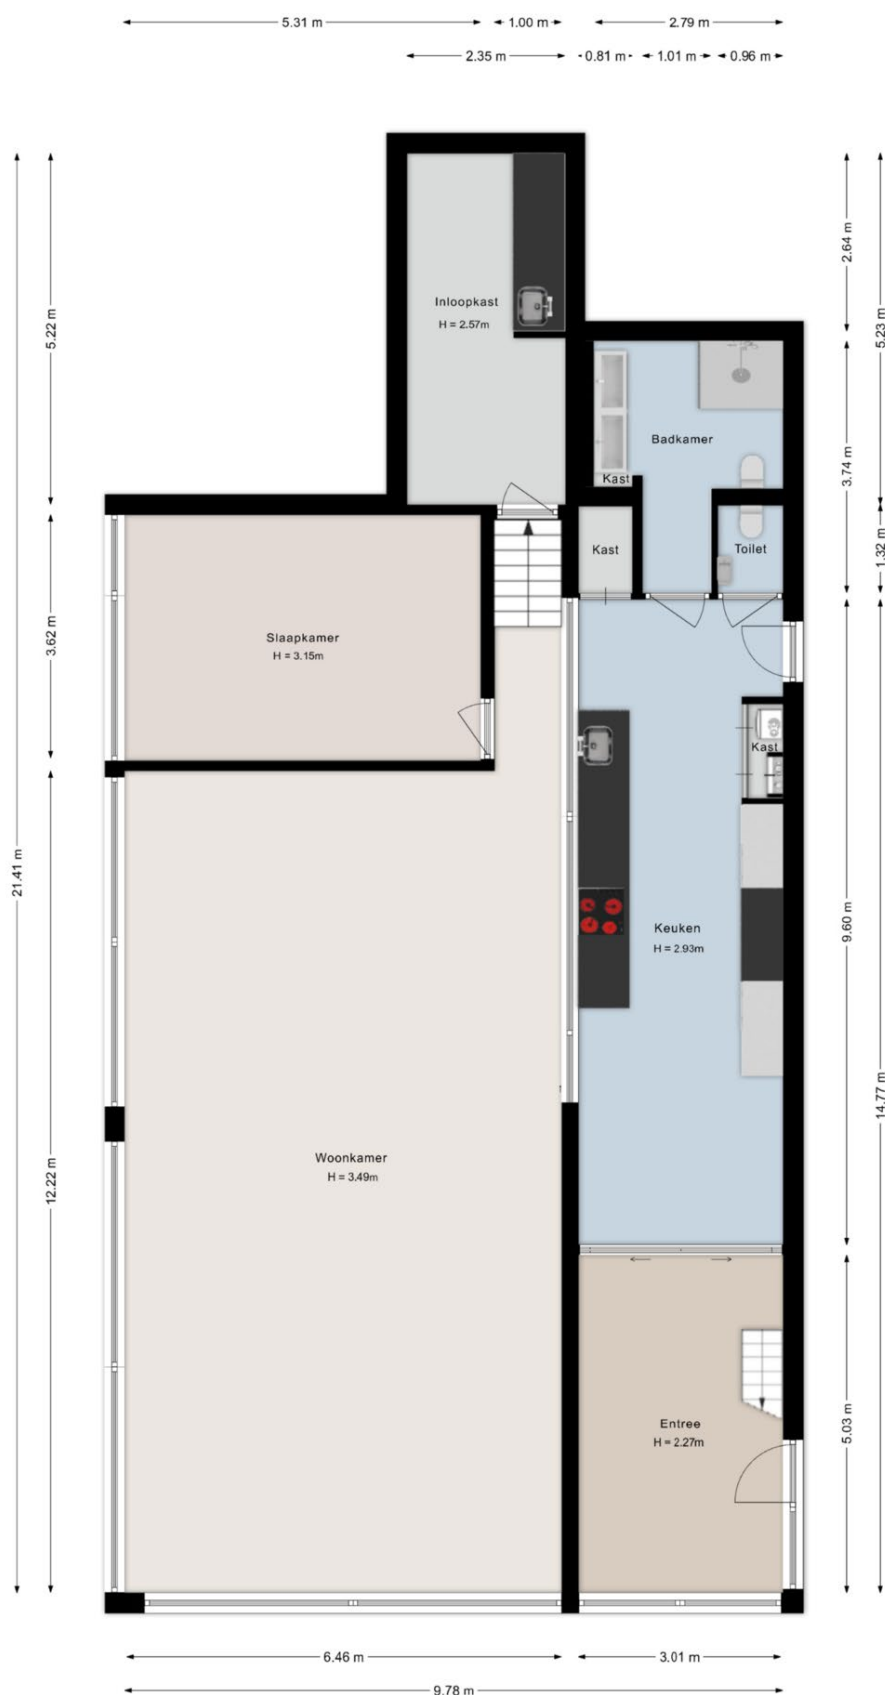 5.31 m
1.00 m
2.79 m
2.35 m
0.81 m
1.01 m
0.96 m
21.41 m
5.22 m
3.62 m
12.22 m
2.64 m
3.74 m
1.32 m
5.23 m
9.60 m
5.03 m
14.77 m
Inloopkast
H = 2.57m
Badkamer
Kast
Kast
Toilet
Slaapkamer
H = 3.15m
Kast
Keuken
H = 2.93m
Woonkamer
H = 3.49m
Entree
H = 2.27m
6.46 m
3.01 m
9.78 m